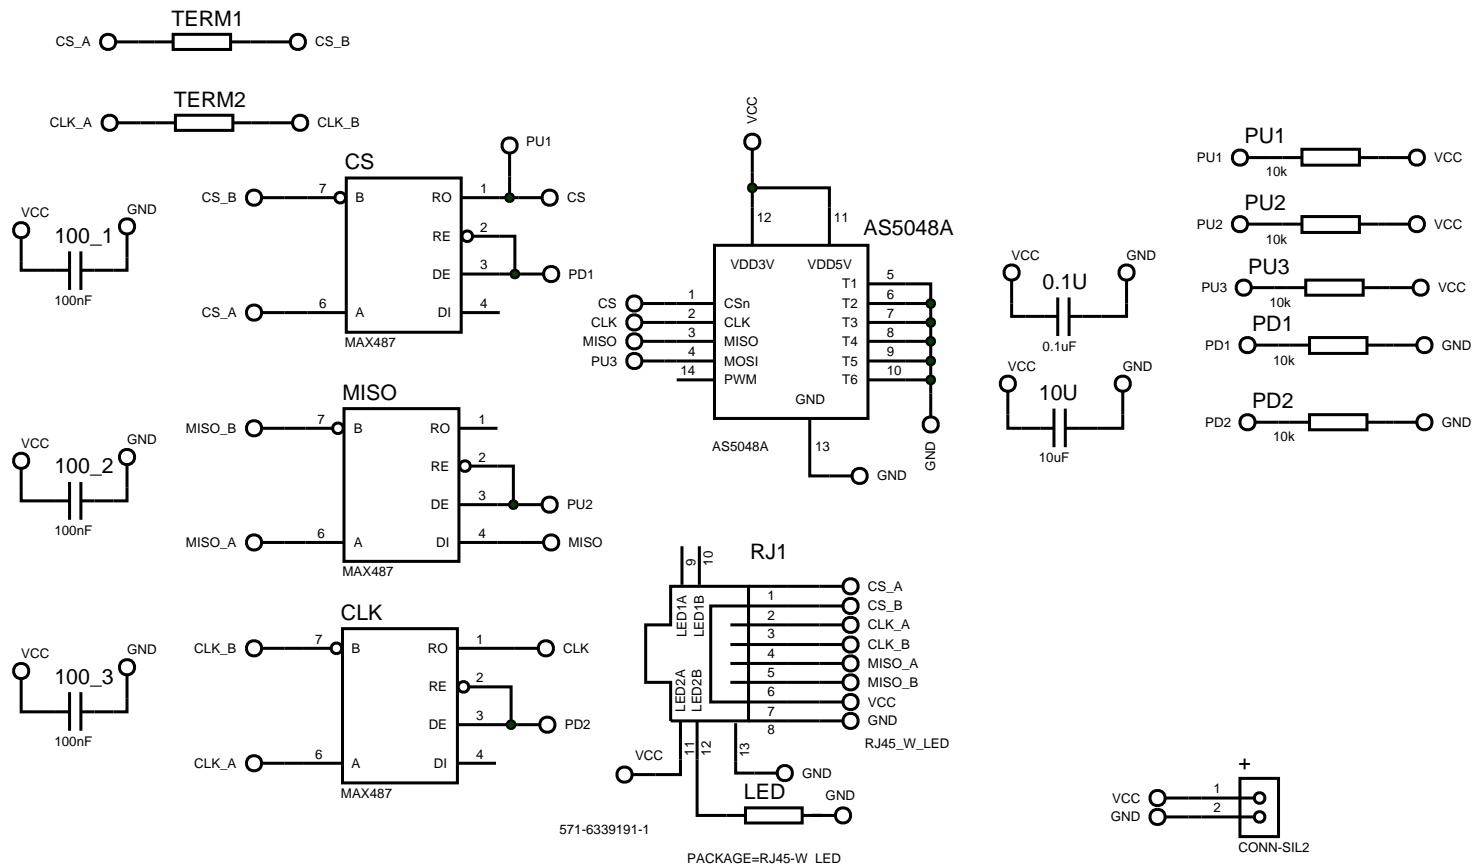 TERM1
CS_A
CS_B
TERM2
CLK_A
CLK_B
CS
PU1
CS_B
7
B
RO
1
CS
RE
2
DE
3
PD1
CS_A
6
A
DI
4
MAX487
VCC
GND
100_1
100nF
MISO
MISO_B
7
B
RO
1
RE
2
DE
3
PU2
MISO_A
6
A
DI
4
MISO
MAX487
VCC
GND
100_2
100nF
CLK
CLK_B
7
B
RO
1
CLK
RE
2
DE
3
PD2
CLK_A
6
A
DI
4
MAX487
VCC
GND
100_3
100nF
VCC
12
11
AS5048A
VDD3V
VDD5V
CS
1
CSn
CLK
2
CLK
MISO
3
MISO
PU3
4
MOSI
14
PWM
T1
5
T2
6
T3
7
T4
8
T5
9
T6
10
GND
AS5048A
13
GND
GND
VCC
GND
0.1U
0.1uF
VCC
GND
10U
10uF
PU1
PU1
10k
VCC
PU2
PU2
10k
VCC
PU3
PU3
10k
VCC
PD1
PD1
10k
GND
PD2
PD2
10k
GND
RJ1
9
10
LED1A
LED1B
LED2A
LED2B
CS_A
1
CS_B
2
CLK_A
3
CLK_B
4
MISO_A
5
MISO_B
6
VCC
7
GND
8
RJ45_W_LED
VCC
11
12
13
GND
LED
GND
571-6339191-1
PACKAGE=RJ45-W_LED
+
VCC
1
GND
2
CONN-SIL2